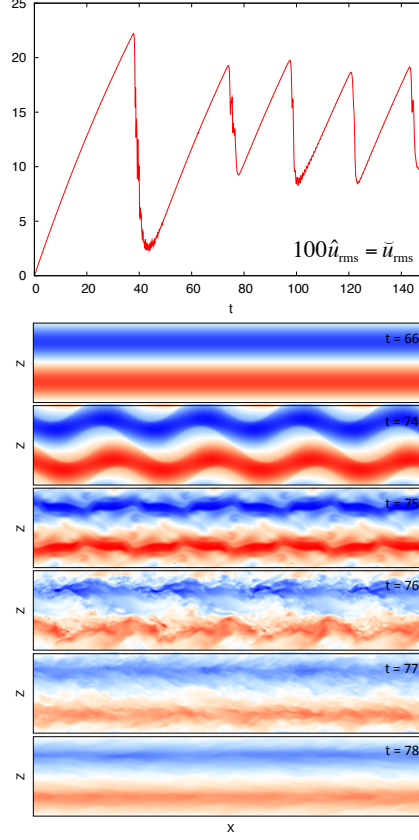 25
20
15
10
5
0
0 20 40 60 80 100 120 140
t
100û_rms = ŭ_rms
z t = 66
z t = 74
z t = 75
z t = 76
z t = 77
z t = 78
x